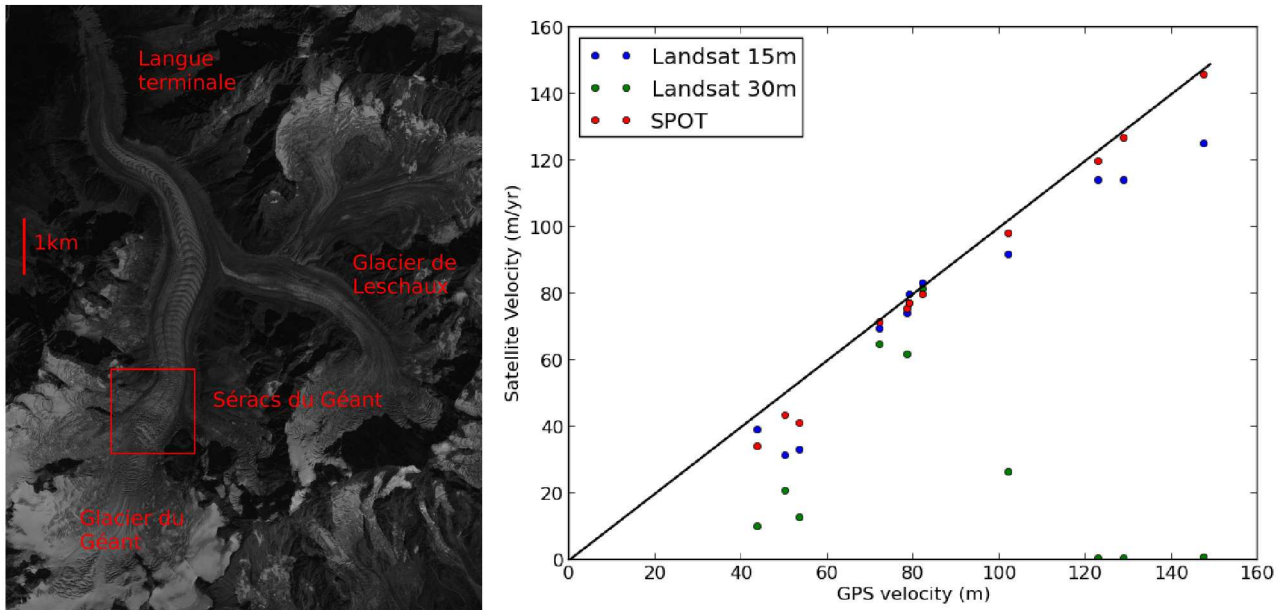 Langue
terminale
1km
Glacier de
Leschaux
Séracs du Géant
Glacier du
Géant
160
140
120
100
80
60
40
20
0
Satellite Velocity (m/yr)
Landsat 15m
Landsat 30m
SPOT
0
20
40
60
80
100
120
140
160
GPS velocity (m)